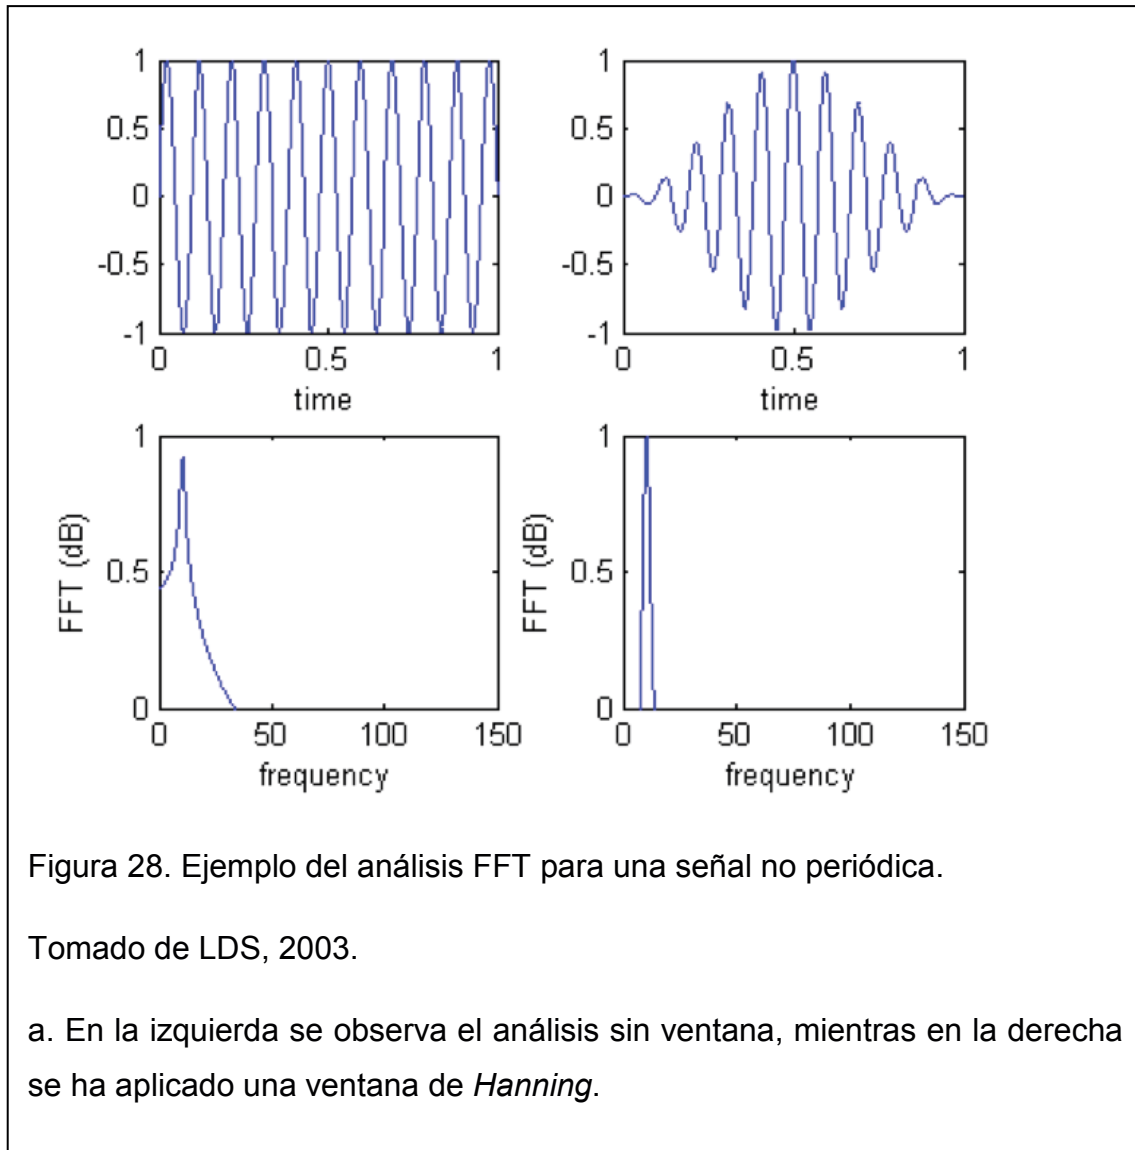 1
0.5
0
-0.5
-1
0 0.5 1
time
1
0.5
0
-0.5
-1
0 0.5 1
time
1
0.5
0
FFT (dB)
0 50 100 150
frequency
1
0.5
0
FFT (dB)
0 50 100 150
frequency
Figura 28. Ejemplo del análisis FFT para una señal no periódica.
Tomado de LDS, 2003.
a. En la izquierda se observa el análisis sin ventana, mientras en la derecha
se ha aplicado una ventana de Hanning.